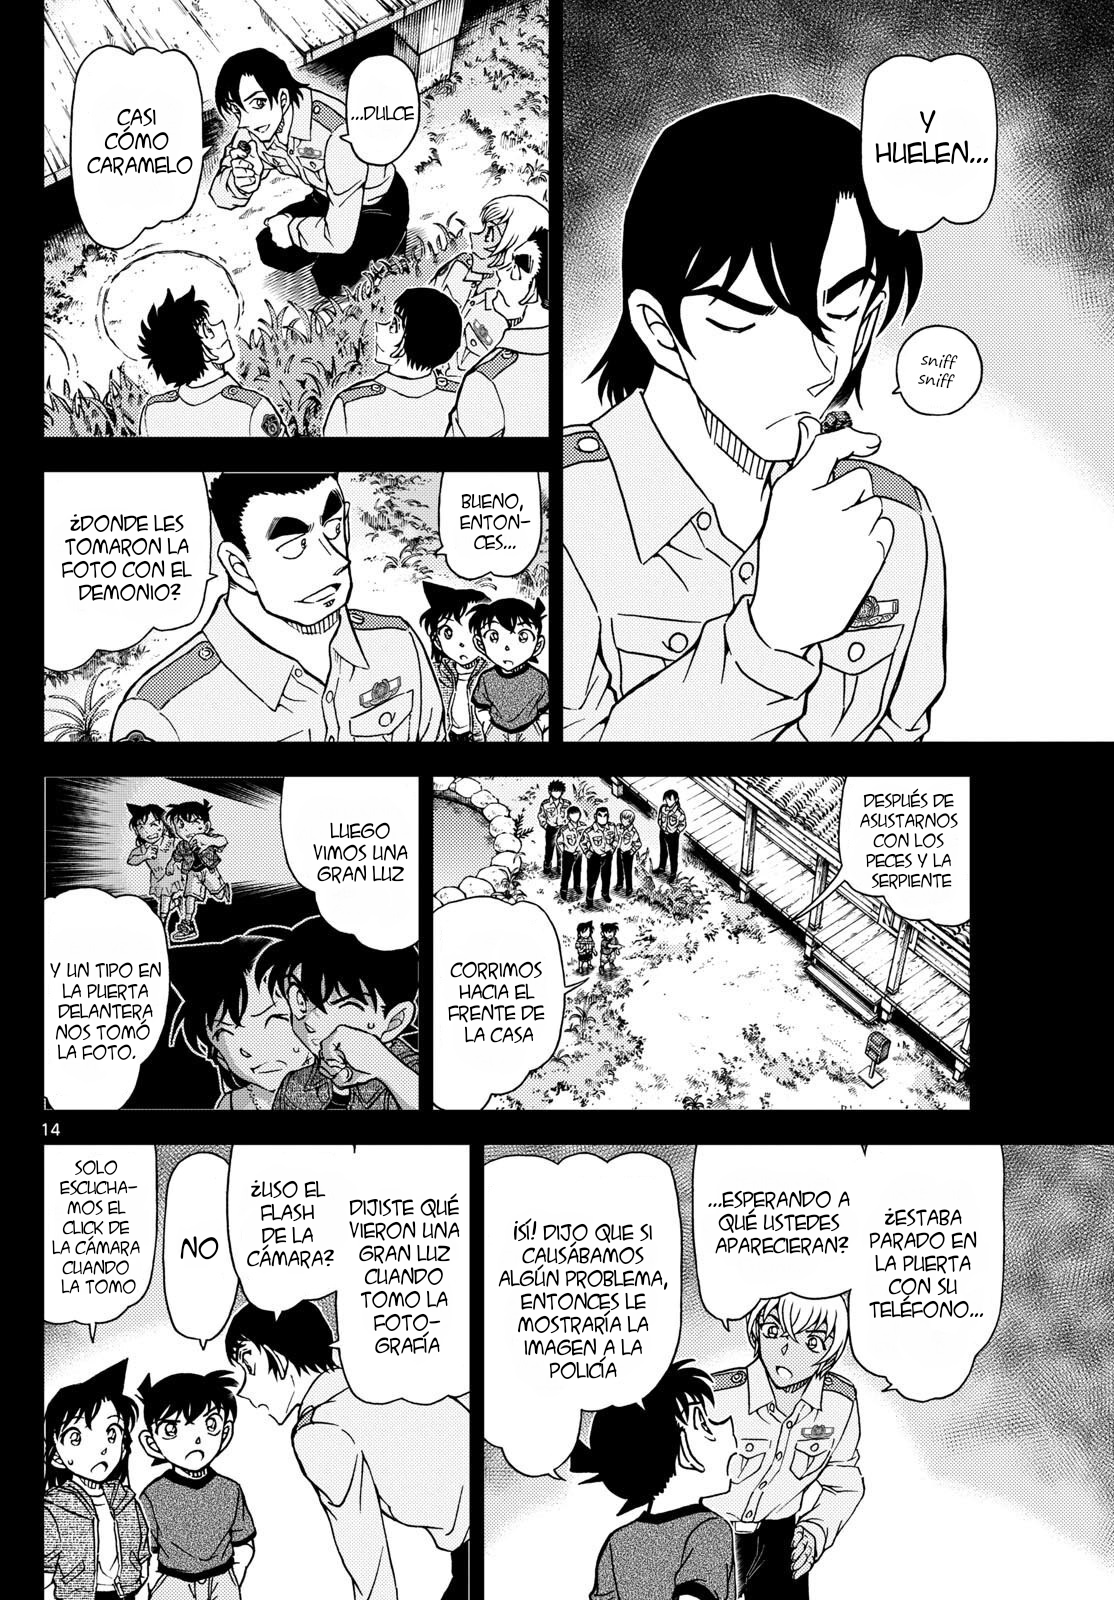 Y
HUELEN...
sniff
sniff
...DULCE
CASI
CÓMO
CARAMELO
BUENO,
ENTON-
CES...
¿DONDE LES
TOMARON LA
FOTO CON EL
DEMONIO?
DESPUÉS DE
ASUSTARNOS
CON LOS
PECES Y LA
SERPIENTE
CORRIMOS
HACIA EL
FRENTE DE
LA CASA
LUEGO
VIMOS UNA
GRAN LUZ
Y UN TIPO EN
LA PUERTA
DELANTERA
NOS TOMÓ
LA FOTO.
14
¿ESTABA
PARADO EN
LA PUERTA
CON SU
TELÉFONO...
...ESPERANDO A
QUÉ USTEDES
APARECIERAN?
¡SÍ! DIJO QUE SI
CAUSÁBAMOS
ALGÚN PROBLEMA,
ENTONCES LE
MOSTRARÍA LA
IMAGEN A LA
POLICÍA
DIJISTE QUÉ
VIERON UNA
GRAN LUZ
CUANDO
TOMO LA
FOTO-
GRAFÍA
¿USO EL
FLASH
DE LA
CÁMARA?
NO
SOLO
ESCUCHA-
MOS EL
CLICK DE
LA CÁMARA
CUANDO
LA TOMO